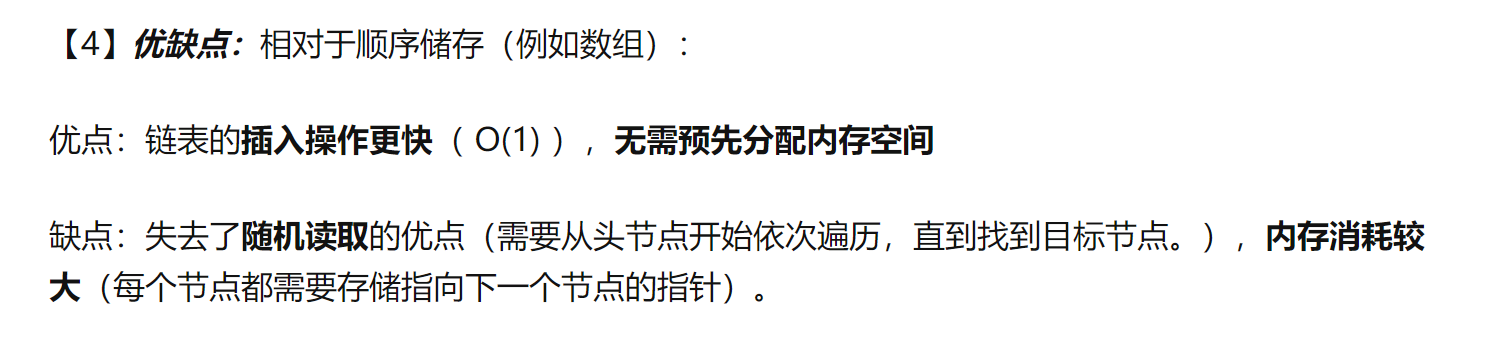 【4】优缺点：相对于顺序储存（例如数组）：
优点：链表的插入操作更快（ O(1) ），无需预先分配内存空间
缺点：失去了随机读取的优点（需要从头节点开始依次遍历，直到找到目标节点。），内存消耗较
大（每个节点都需要存储指向下一个节点的指针）。